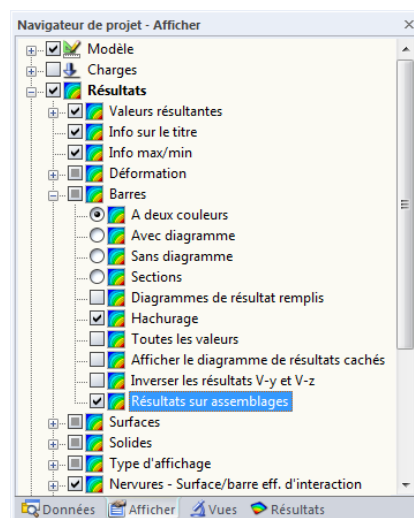 Navigateur de projet - Afficher
Modèle
Charges
Résultats
Valeurs résultantes
Info sur le titre
Info max/min
Déformation
Barres
A deux couleurs
Avec diagramme
Sans diagramme
Sections
Diagrammes de résultat remplis
Hachurage
Toutes les valeurs
Afficher le diagramme de résultats cachés
Inverser les résultats V-y et V-z
Résultats sur assemblages
Surfaces
Solides
Type d'affichage
Nervures - Surface/barre eff. d'interaction
Données Afficher Vues Résultats